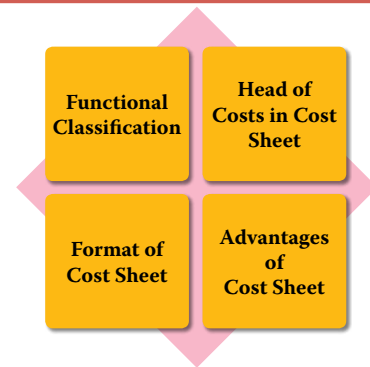 Functional
Classification
Head of
Costs in Cost
Sheet
Format of
Cost Sheet
Advantages
of
Cost Sheet